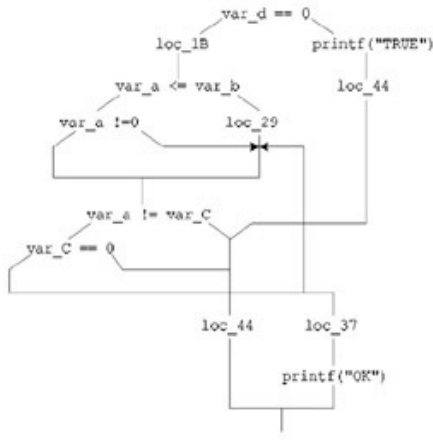 var_d == 0
loc_1B printf("TRUE")
var_a <= var_b loc_44
var_a !=0 loc_29
var_a != var_C
var_C == 0
loc_44 loc_37
printf("OK")